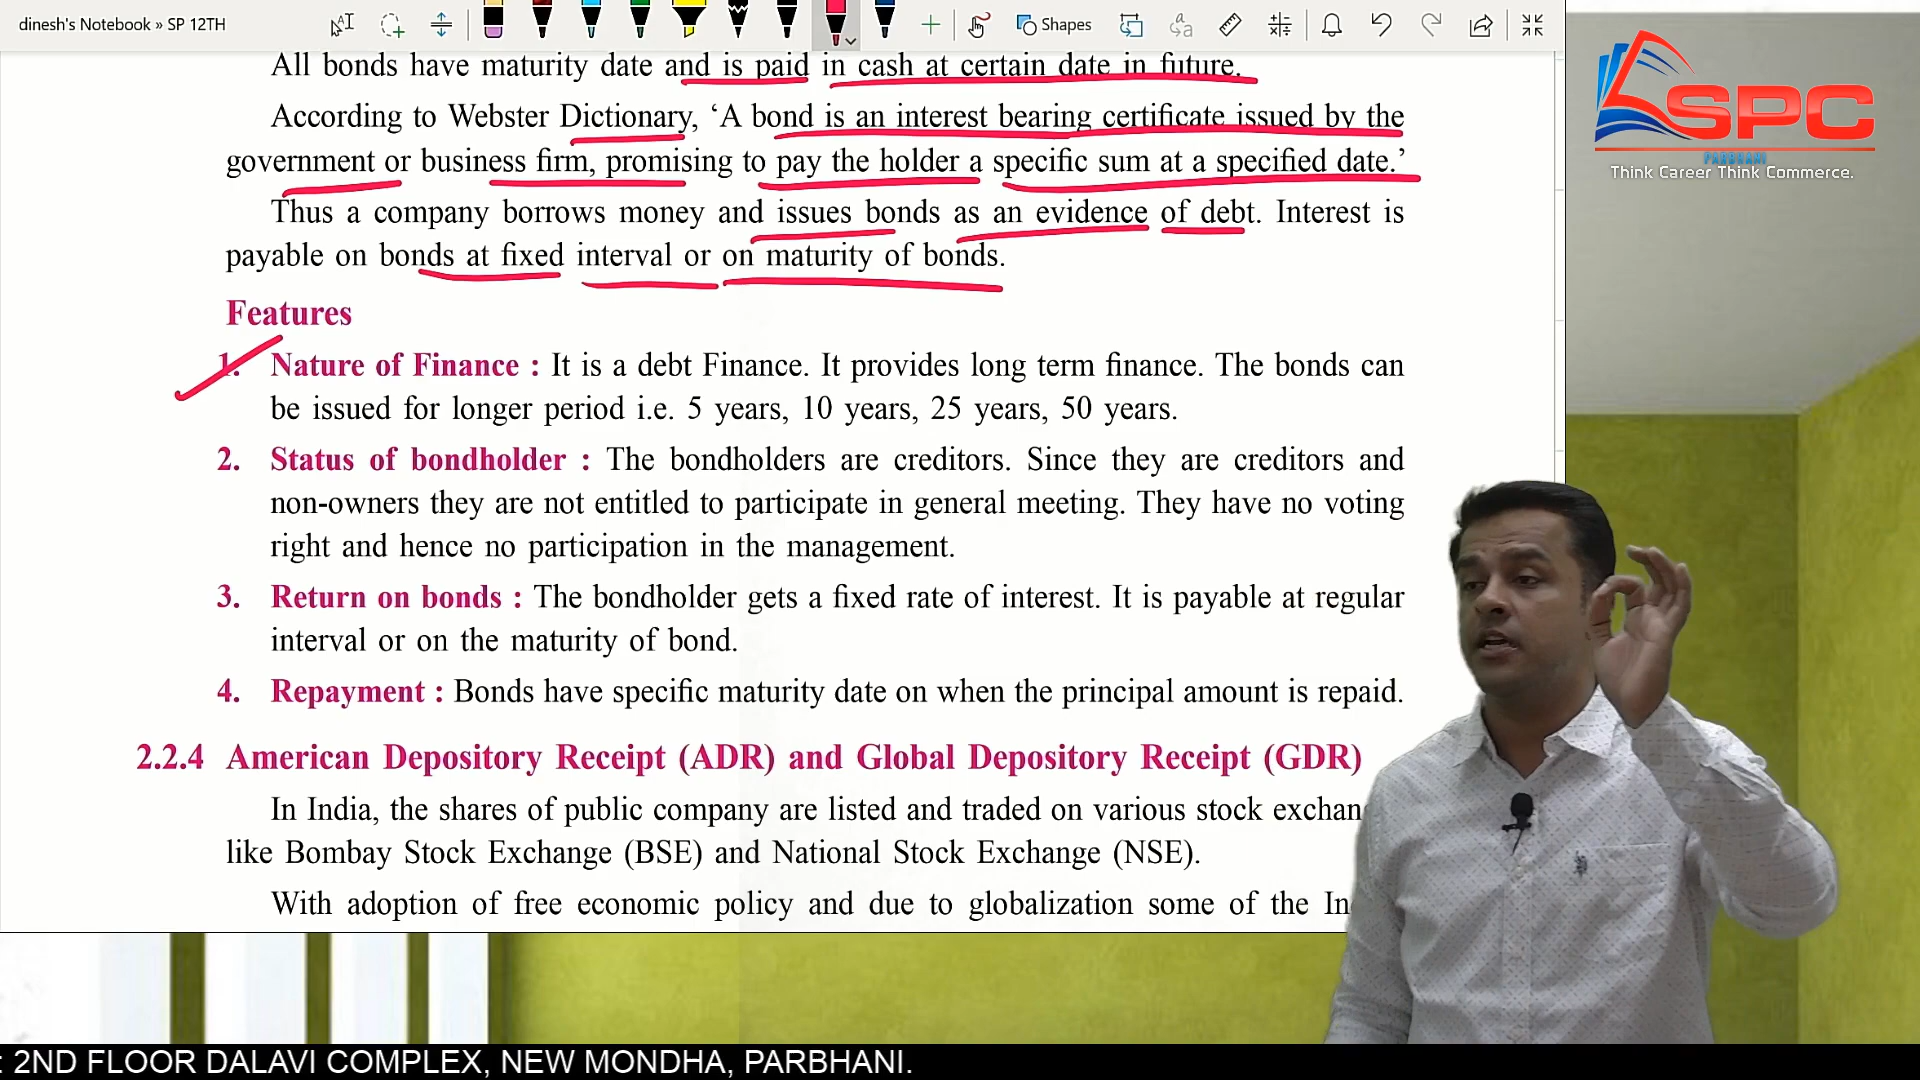 dinesh's Notebook » SP 12TH
Shapes
All bonds have maturity date and is paid in cash at certain date in future.
According to Webster Dictionary, ‘A bond is an interest bearing certificate issued by the
government or business firm, promising to pay the holder a specific sum at a specified date.’
Thus a company borrows money and issues bonds as an evidence of debt. Interest is
payable on bonds at fixed interval or on maturity of bonds.
Features
1. Nature of Finance : It is a debt Finance. It provides long term finance. The bonds can
be issued for longer period i.e. 5 years, 10 years, 25 years, 50 years.
2. Status of bondholder : The bondholders are creditors. Since they are creditors and
non-owners they are not entitled to participate in general meeting. They have no voting
right and hence no participation in the management.
3. Return on bonds : The bondholder gets a fixed rate of interest. It is payable at regular
interval or on the maturity of bond.
4. Repayment : Bonds have specific maturity date on when the principal amount is repaid.
2.2.4 American Depository Receipt (ADR) and Global Depository Receipt (GDR)
In India, the shares of public company are listed and traded on various stock exchan
like Bombay Stock Exchange (BSE) and National Stock Exchange (NSE).
With adoption of free economic policy and due to globalization some of the In
SPC
PARBHANI
Think Career Think Commerce.
: 2ND FLOOR DALAVI COMPLEX, NEW MONDHA, PARBHANI.